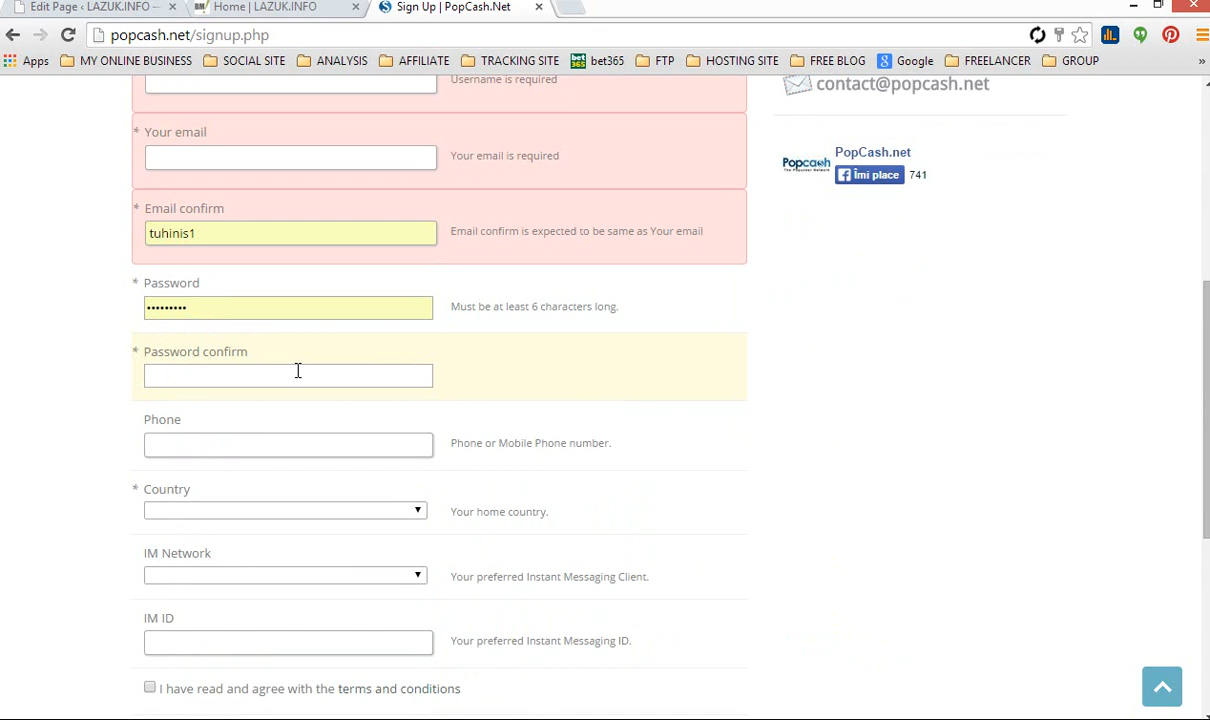 Edit Page ‹ LAZUK.INFO — ×
BM Home | LAZUK.INFO ×
Sign Up | PopCash.Net ×
popcash.net/signup.php
Apps MY ONLINE BUSINESS SOCIAL SITE ANALYSIS AFFILIATE TRACKING SITE bet365 bet365 FTP HOSTING SITE FREE BLOG Google FREELANCER GROUP »
Username is required
contact@popcash.net
* Your email
Your email is required
PopCash.net
Popcash
Îmi place 741
* Email confirm
tuhinis1 Email confirm is expected to be same as Your email
* Password
••••••••• Must be at least 6 characters long.
* Password confirm
Phone
Phone or Mobile Phone number.
* Country
Your home country.
IM Network
Your preferred Instant Messaging Client.
IM ID
Your preferred Instant Messaging ID.
I have read and agree with the terms and conditions